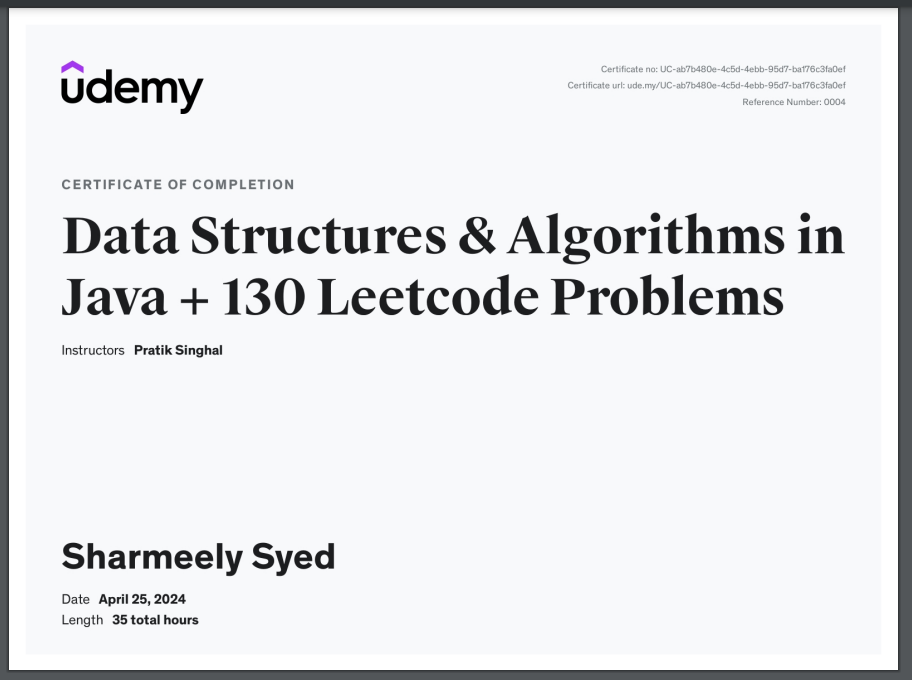 udemy
Certificate no: UC-ab7b480e-4c5d-4ebb-95d7-ba176c3fa0ef
Certificate url: ude.my/UC-ab7b480e-4c5d-4ebb-95d7-ba176c3fa0ef
Reference Number: 0004
CERTIFICATE OF COMPLETION
Data Structures & Algorithms in
Java + 130 Leetcode Problems
Instructors Pratik Singhal
Sharmeely Syed
Date April 25, 2024
Length 35 total hours